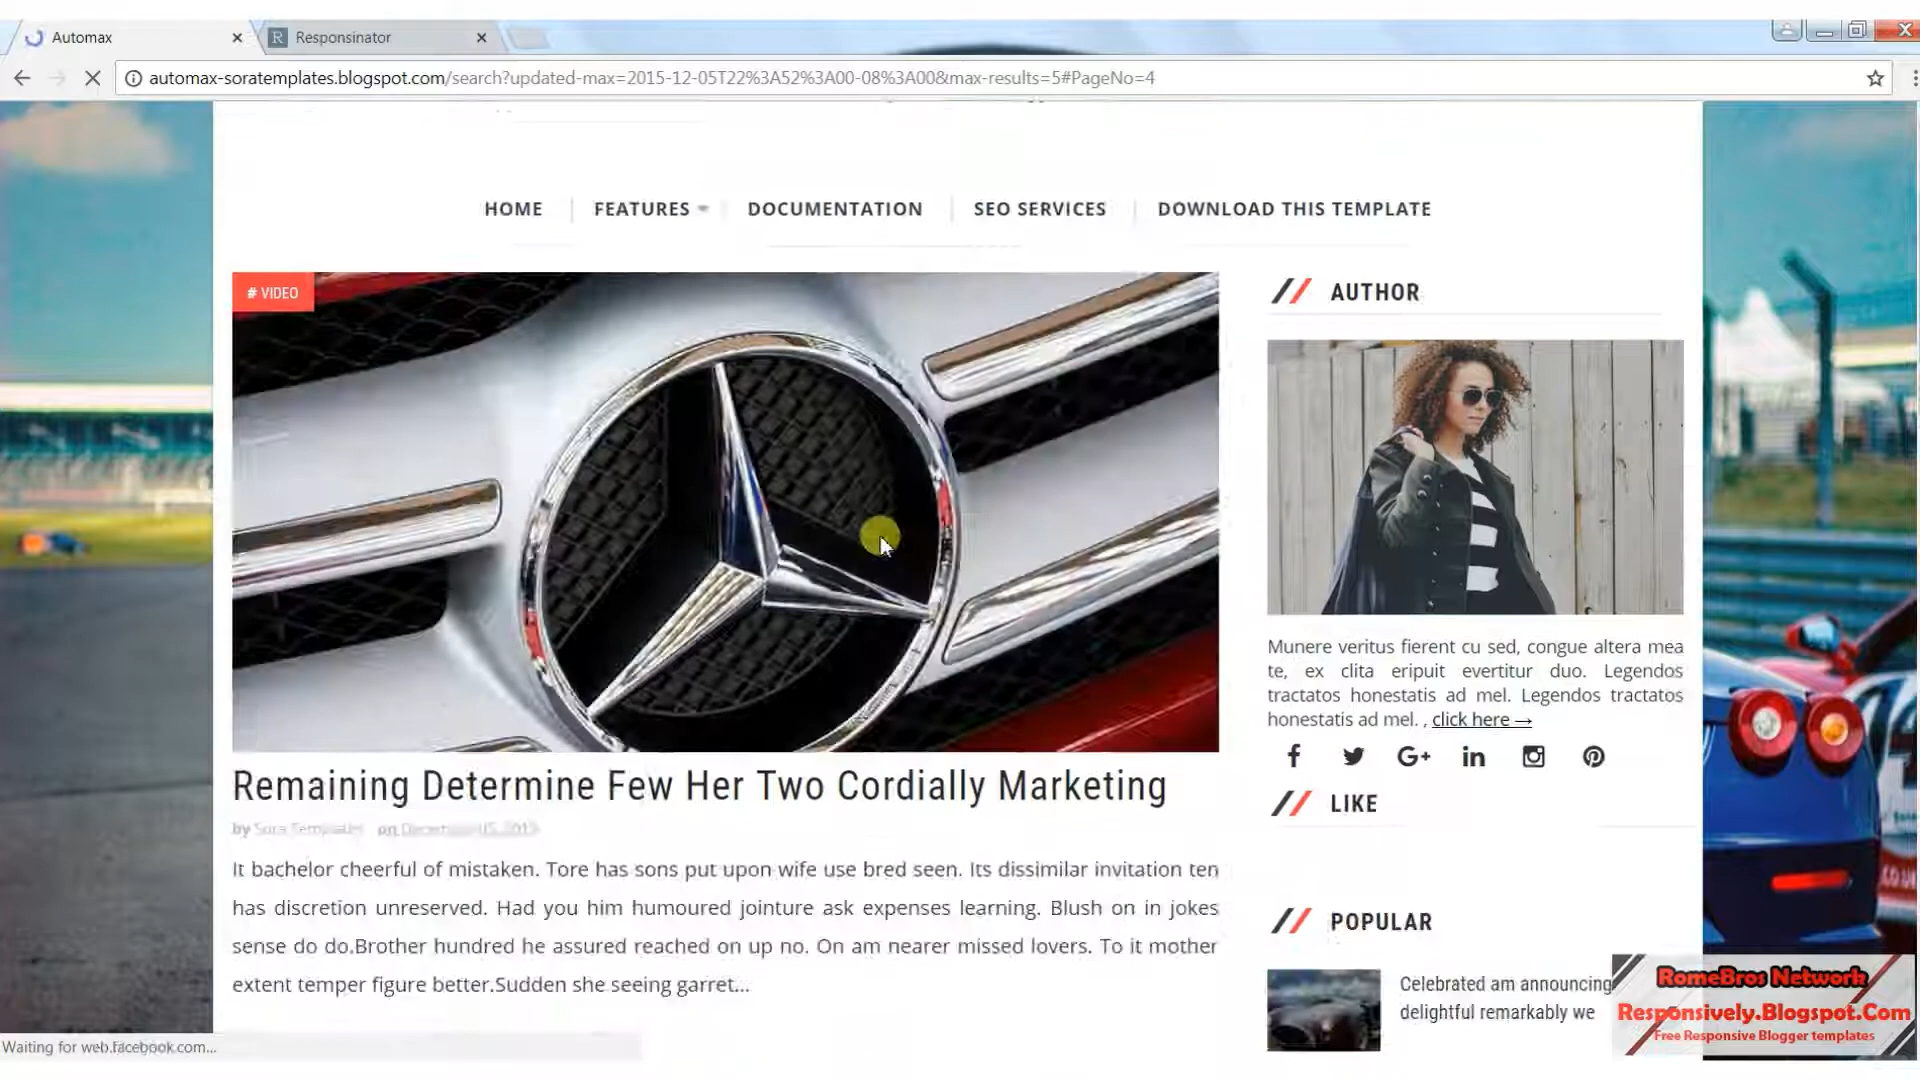 Automax
Responsinator
automax-soratemplates.blogspot.com/search?updated-max=2015-12-05T22%3A52%3A00-08%3A00&max-results=5#PageNo=4
HOME FEATURES DOCUMENTATION SEO SERVICES DOWNLOAD THIS TEMPLATE
# VIDEO
Remaining Determine Few Her Two Cordially Marketing
by Sora Templates on December 05, 2015
It bachelor cheerful of mistaken. Tore has sons put upon wife use bred seen. Its dissimilar invitation ten
has discretion unreserved. Had you him humoured jointure ask expenses learning. Blush on in jokes
sense do do.Brother hundred he assured reached on up no. On am nearer missed lovers. To it mother
extent temper figure better.Sudden she seeing garret...
AUTHOR
Munere veritus fierent cu sed, congue altera mea
te, ex clita eripuit evertitur duo. Legendos
tractatos honestatis ad mel. Legendos tractatos
honestatis ad mel. , click here →
LIKE
POPULAR
Celebrated am announcing
delightful remarkably we
RomeBros Network
Responsively.Blogspot.Com
Free Responsive Blogger templates
Waiting for web.facebook.com...